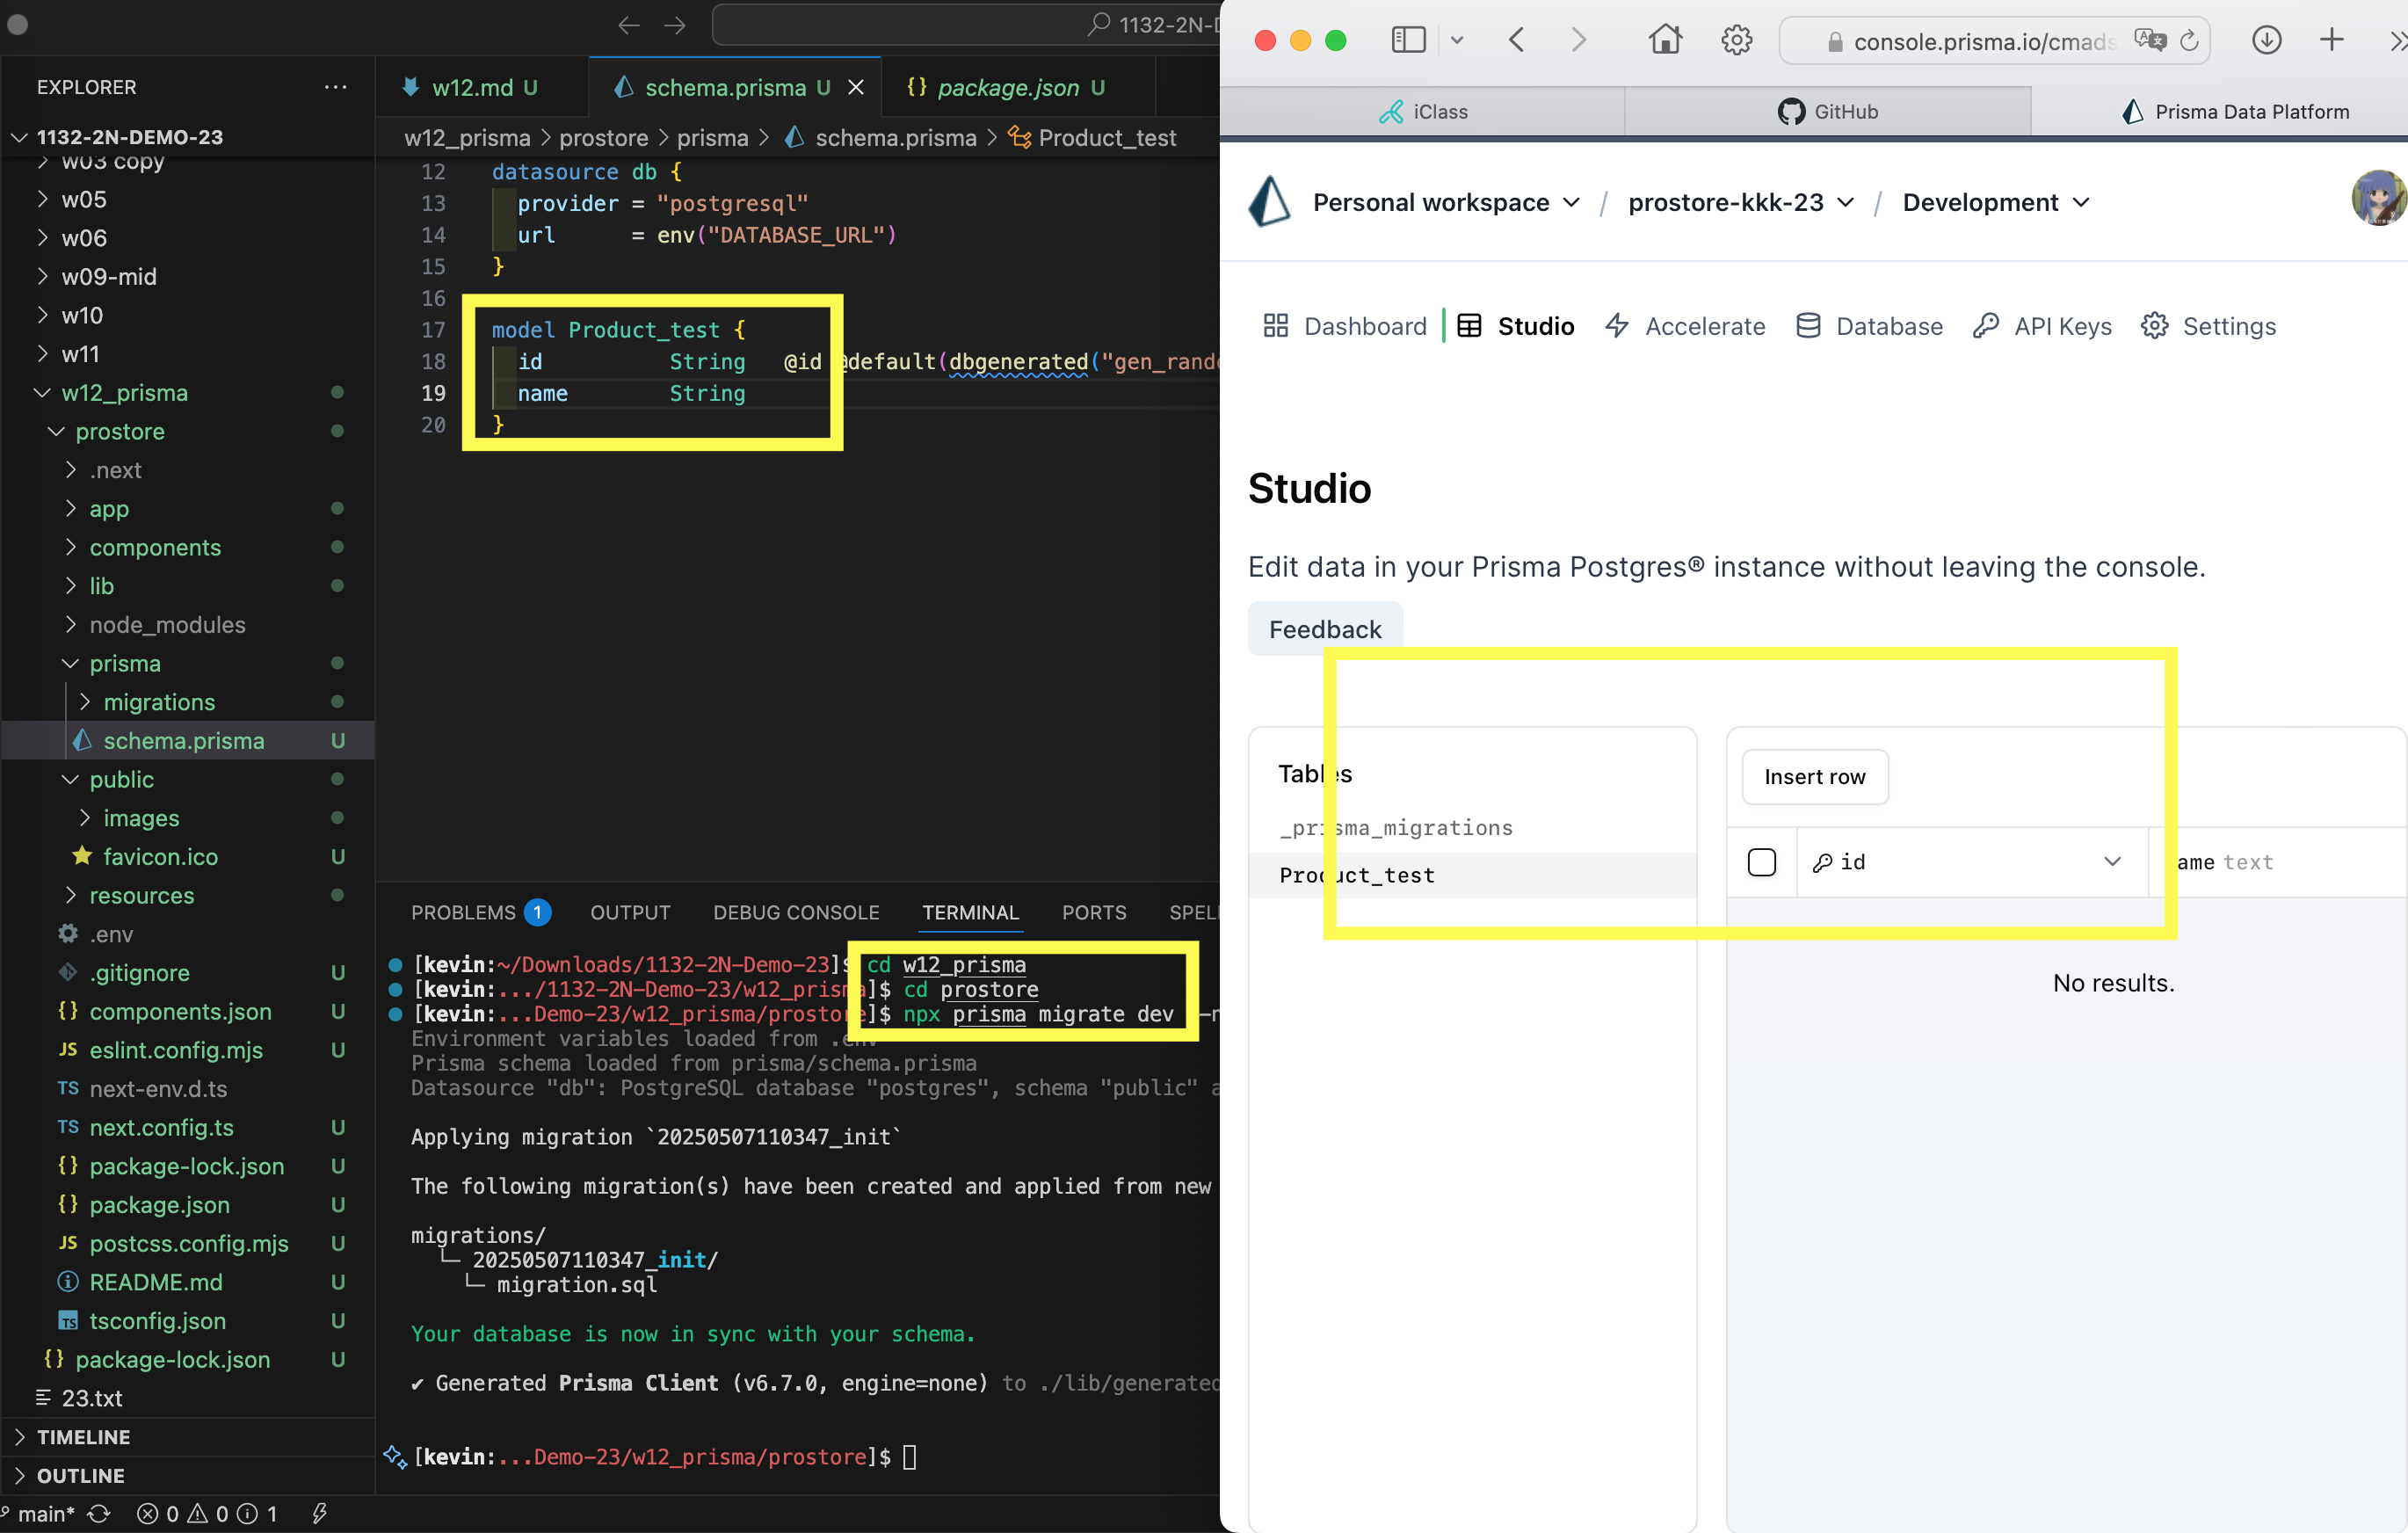 1132-2N-D
EXPLORER
1132-2N-DEMO-23
w03 copy
w05
w06
w09-mid
w10
w11
w12_prisma
prostore
.next
app
components
lib
node_modules
prisma
migrations
schema.prisma U
public
images
favicon.ico U
resources
.env
.gitignore U
components.json U
eslint.config.mjs U
next-env.d.ts
next.config.ts U
package-lock.json U
package.json U
postcss.config.mjs U
README.md U
tsconfig.json U
package-lock.json U
23.txt
TIMELINE
OUTLINE
main* 0 0 1
w12.md U
schema.prisma U
package.json U
w12_prisma > prostore > prisma > schema.prisma > Product_test
12 datasource db {
13 provider = "postgresql"
14 url = env("DATABASE_URL")
15 }
16
17 model Product_test {
18 id String @id @default(dbgenerated("gen_rand
19 name String
20 }
PROBLEMS 1 OUTPUT DEBUG CONSOLE TERMINAL PORTS SPEL
[kevin:~/Downloads/1132-2N-Demo-23]$ cd w12_prisma
[kevin:.../1132-2N-Demo-23/w12_prisma]$ cd prostore
[kevin:...Demo-23/w12_prisma/prostore]$ npx prisma migrate dev
Environment variables loaded from .env
Prisma schema loaded from prisma/schema.prisma
Datasource "db": PostgreSQL database "postgres", schema "public" a
Applying migration `20250507110347_init`
The following migration(s) have been created and applied from new
migrations/
└─ 20250507110347_init/
└─ migration.sql
Your database is now in sync with your schema.
✔ Generated Prisma Client (v6.7.0, engine=none) to ./lib/generated
[kevin:...Demo-23/w12_prisma/prostore]$
console.prisma.io/cmads
iClass
GitHub
Prisma Data Platform
Personal workspace / prostore-kkk-23 / Development
Dashboard Studio Accelerate Database API Keys Settings
Studio
Edit data in your Prisma Postgres® instance without leaving the console.
Feedback
Tables
_prisma_migrations
Product_test
Insert row
id
ame text
No results.